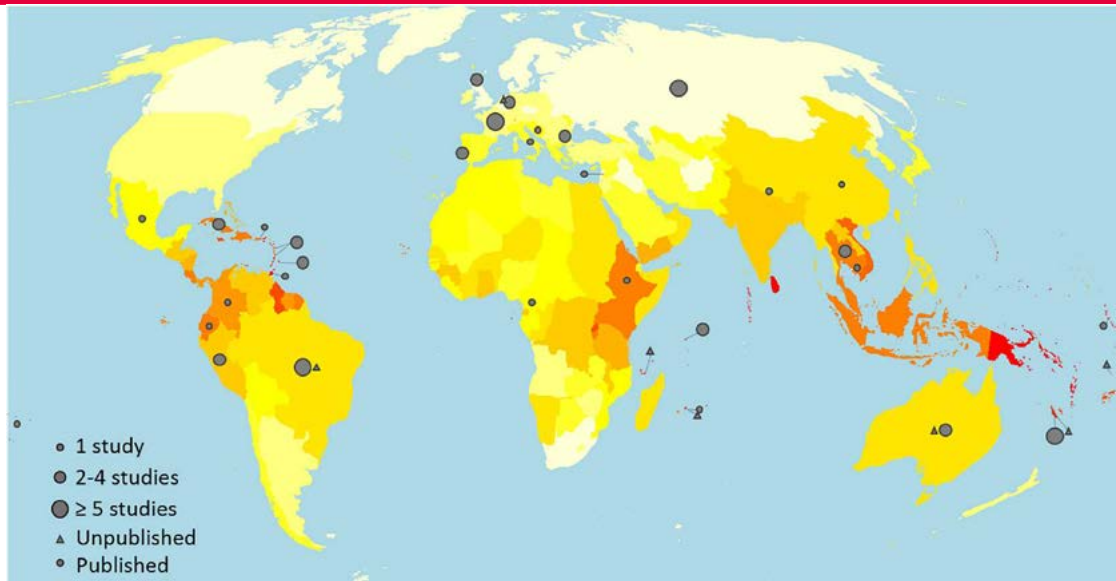 1 study
2-4 studies
≥ 5 studies
Unpublished
Published